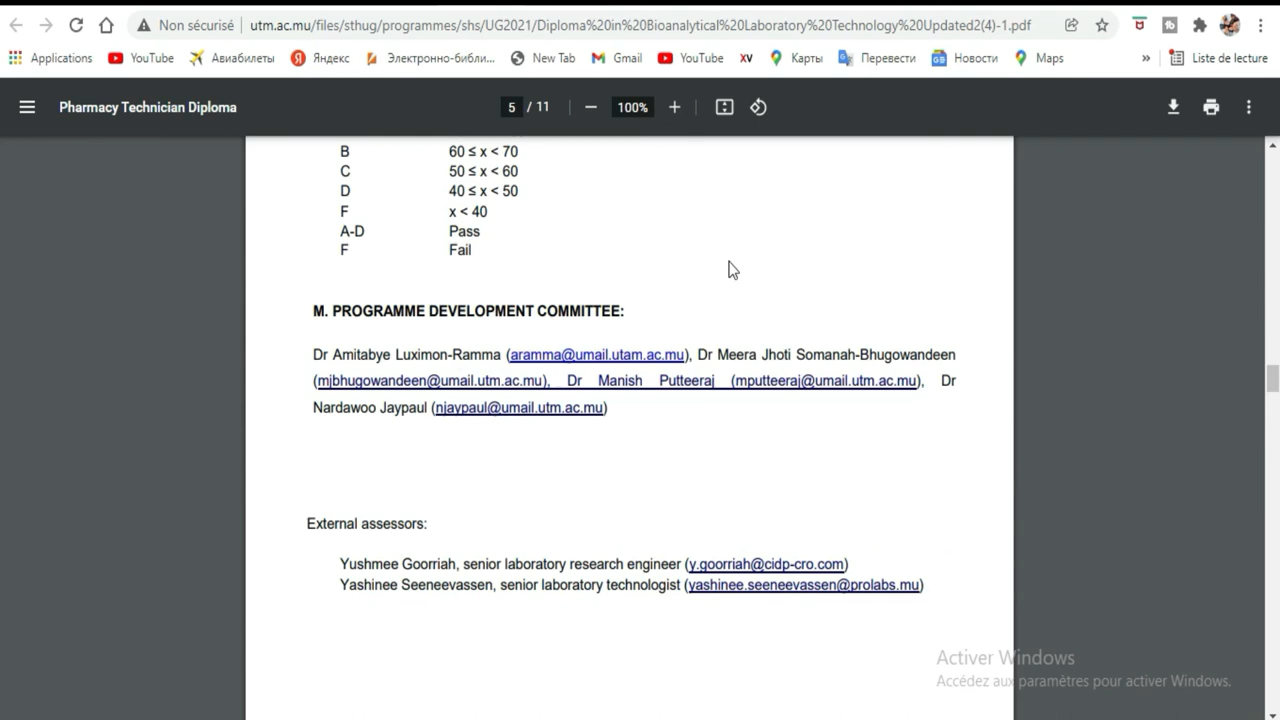 Non sécurisé utm.ac.mu/files/sthug/programmes/shs/UG2021/Diploma%20in%20Bioanalytical%20Laboratory%20Technology%20Updated2(4)-1.pdf
Applications YouTube Авиабилеты Яндекс Электронно-библи... New Tab Gmail YouTube XV Карты Перевести Новости Maps » Liste de lecture
Pharmacy Technician Diploma 5 / 11 100%
B 60 ≤ x < 70
C 50 ≤ x < 60
D 40 ≤ x < 50
F x < 40
A-D Pass
F Fail
M. PROGRAMME DEVELOPMENT COMMITTEE:
Dr Amitabye Luximon-Ramma (aramma@umail.utam.ac.mu), Dr Meera Jhoti Somanah-Bhugowandeen
(mjbhugowandeen@umail.utm.ac.mu), Dr Manish Putteeraj (mputteeraj@umail.utm.ac.mu), Dr
Nardawoo Jaypaul (njaypaul@umail.utm.ac.mu)
External assessors:
Yushmee Goorriah, senior laboratory research engineer (y.goorriah@cidp-cro.com)
Yashinee Seeneevassen, senior laboratory technologist (yashinee.seeneevassen@prolabs.mu)
Activer Windows
Accédez aux paramètres pour activer Windows.